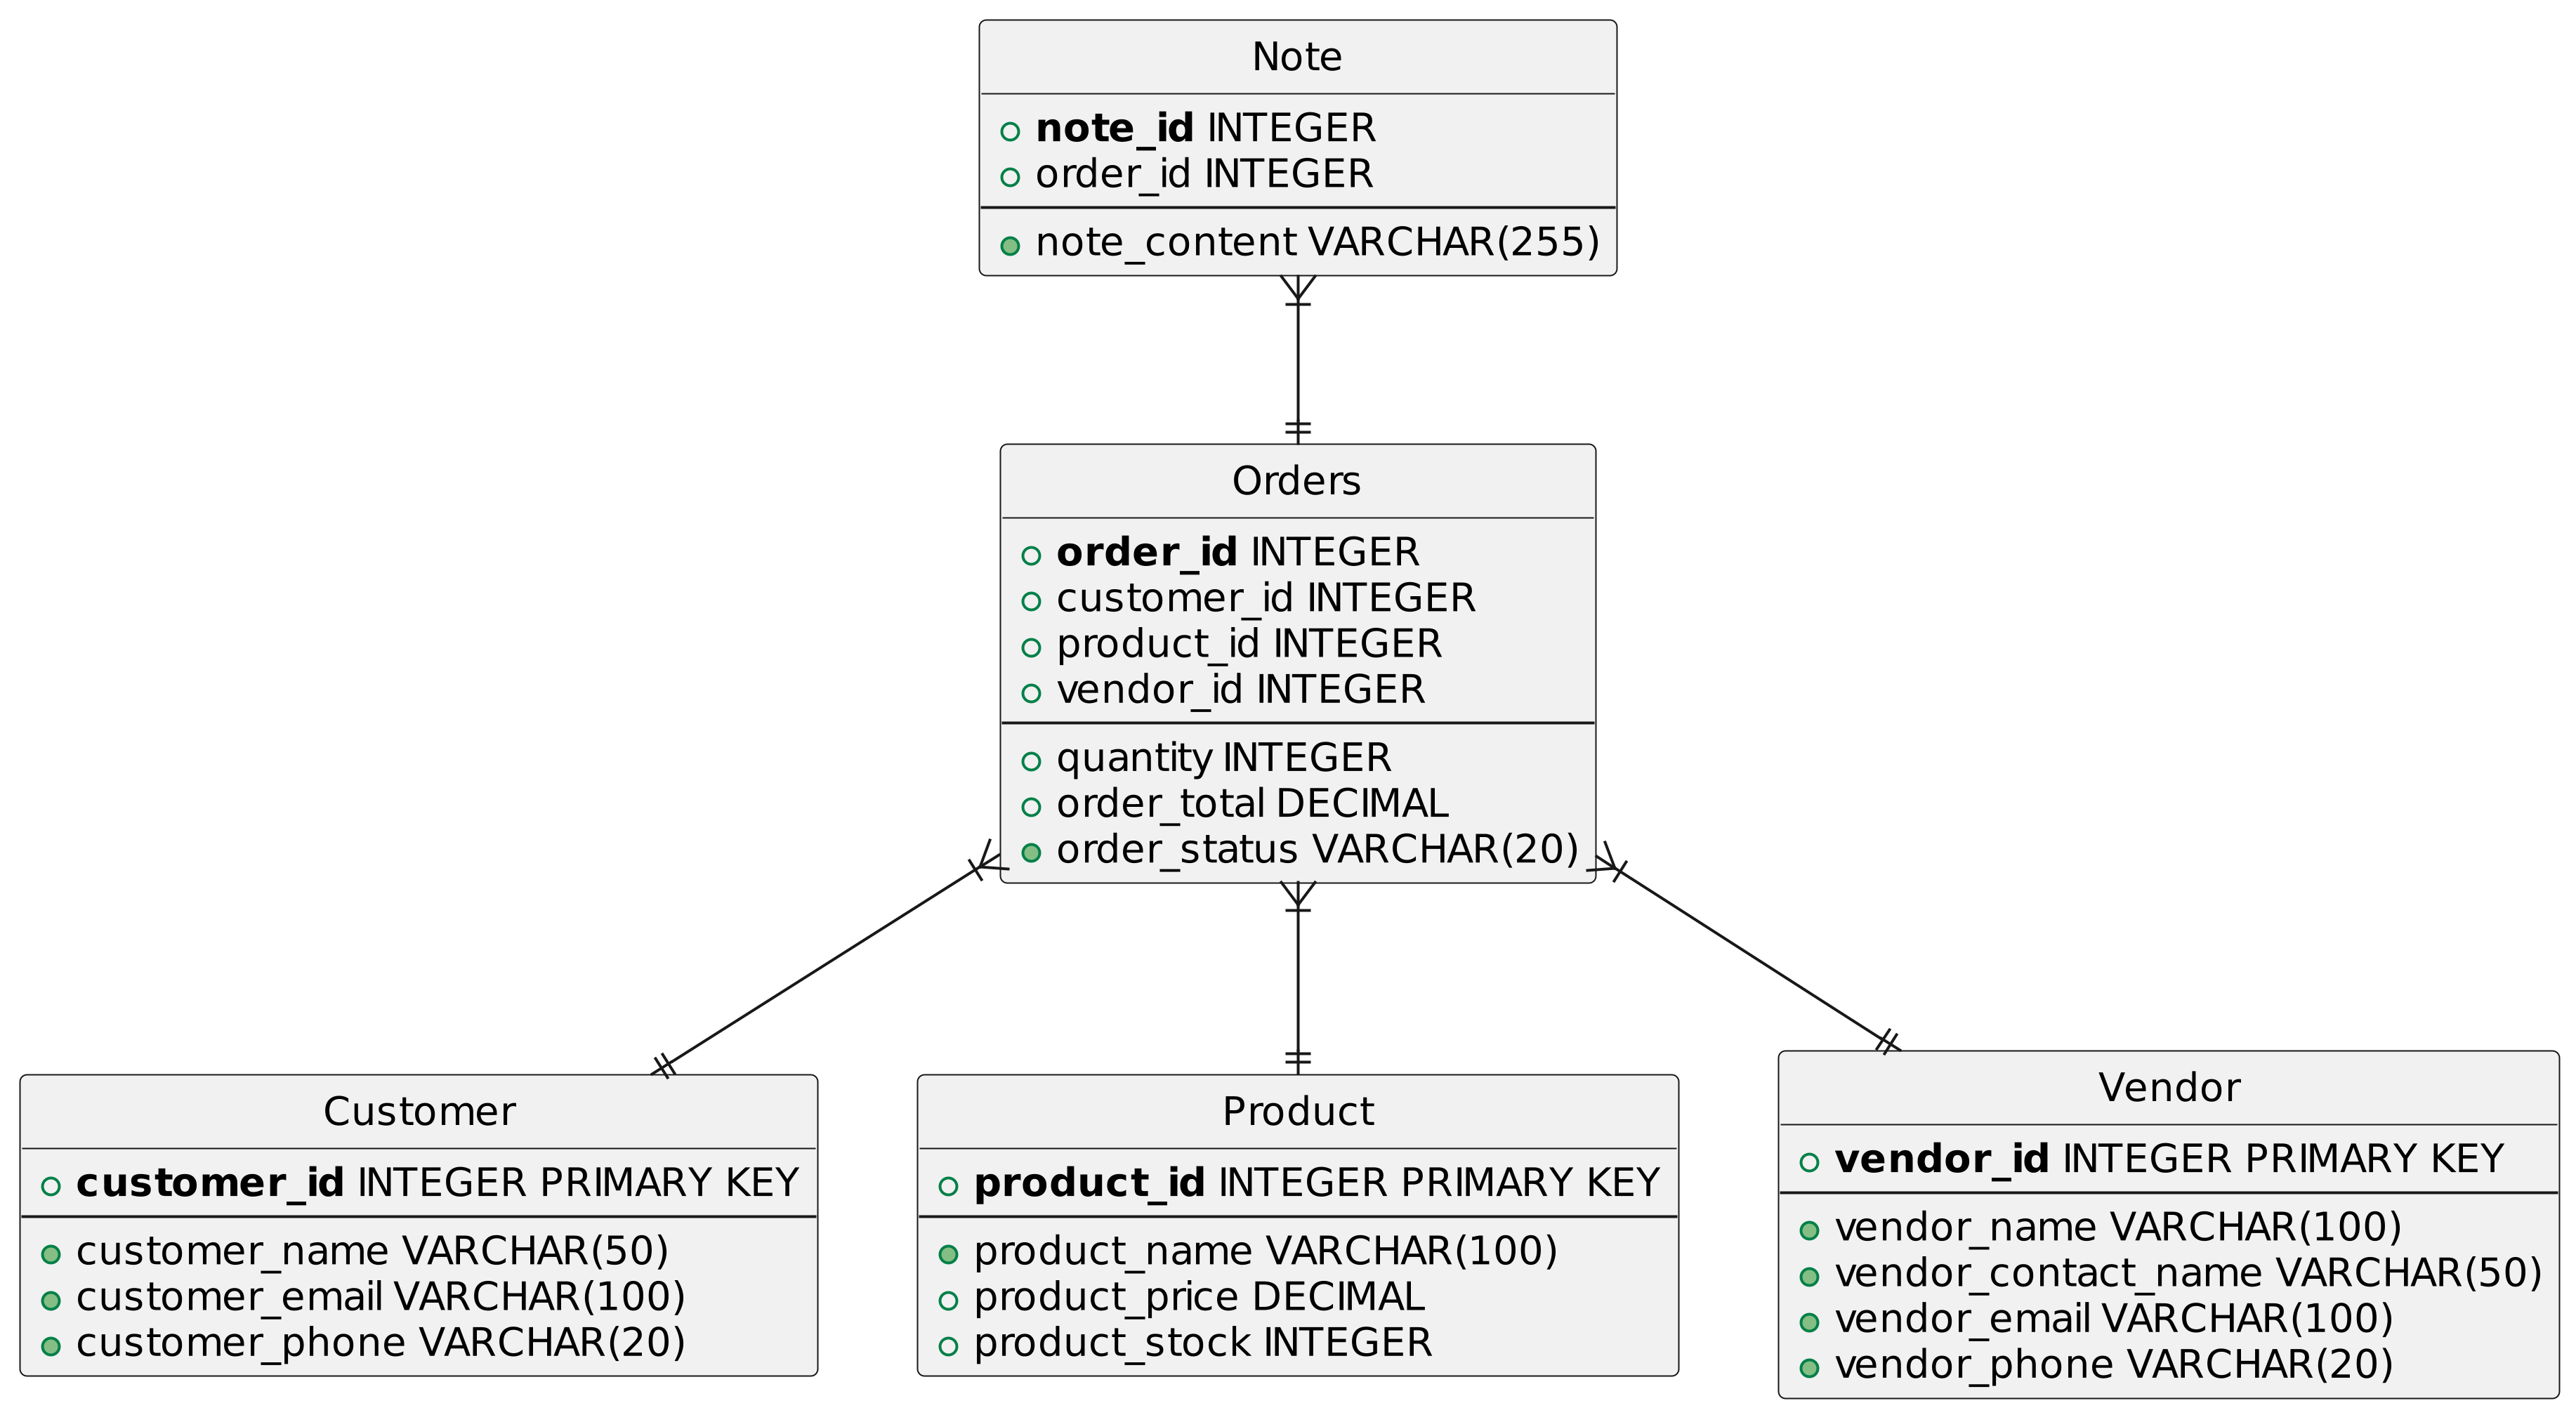 Note
note_id INTEGER
order_id INTEGER
note_content VARCHAR(255)
Orders
order_id INTEGER
customer_id INTEGER
product_id INTEGER
vendor_id INTEGER
quantity INTEGER
order_total DECIMAL
order_status VARCHAR(20)
Customer
customer_id INTEGER PRIMARY KEY
customer_name VARCHAR(50)
customer_email VARCHAR(100)
customer_phone VARCHAR(20)
Product
product_id INTEGER PRIMARY KEY
product_name VARCHAR(100)
product_price DECIMAL
product_stock INTEGER
Vendor
vendor_id INTEGER PRIMARY KEY
vendor_name VARCHAR(100)
vendor_contact_name VARCHAR(50)
vendor_email VARCHAR(100)
vendor_phone VARCHAR(20)